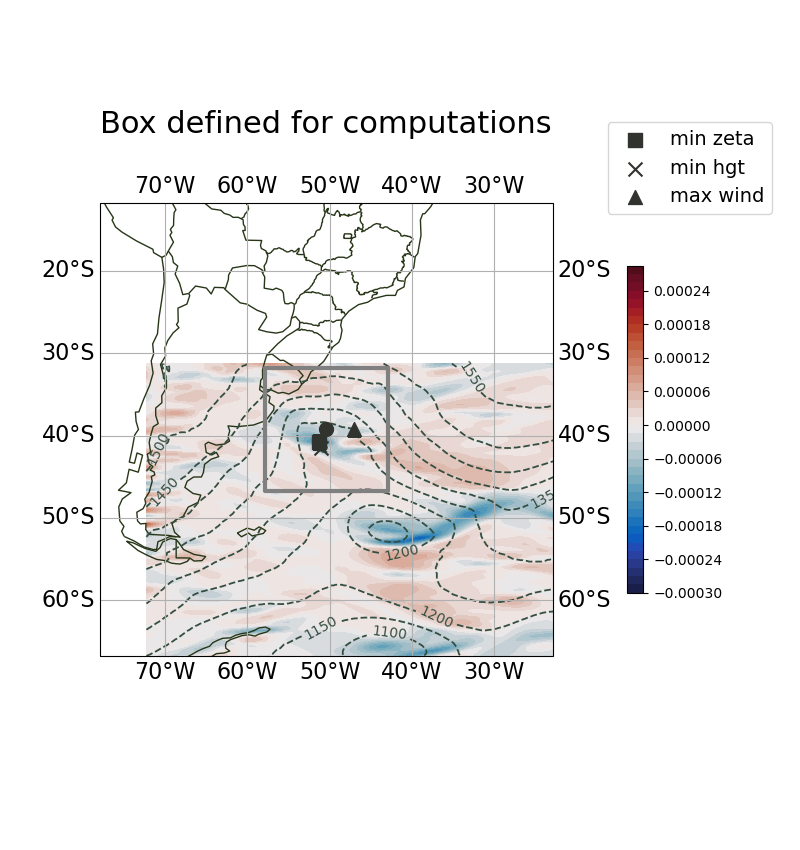 Box defined for computations
min zeta
min hgt
max wind
70°W 60°W 50°W 40°W 30°W
20°S 20°S
30°S 30°S
40°S 40°S
50°S 50°S
60°S 60°S
70°W 60°W 50°W 40°W 30°W
1550
1500
1450
135
1200
1200
1150
1100
0.00024
0.00018
0.00012
0.00006
0.00000
−0.00006
−0.00012
−0.00018
−0.00024
−0.00030